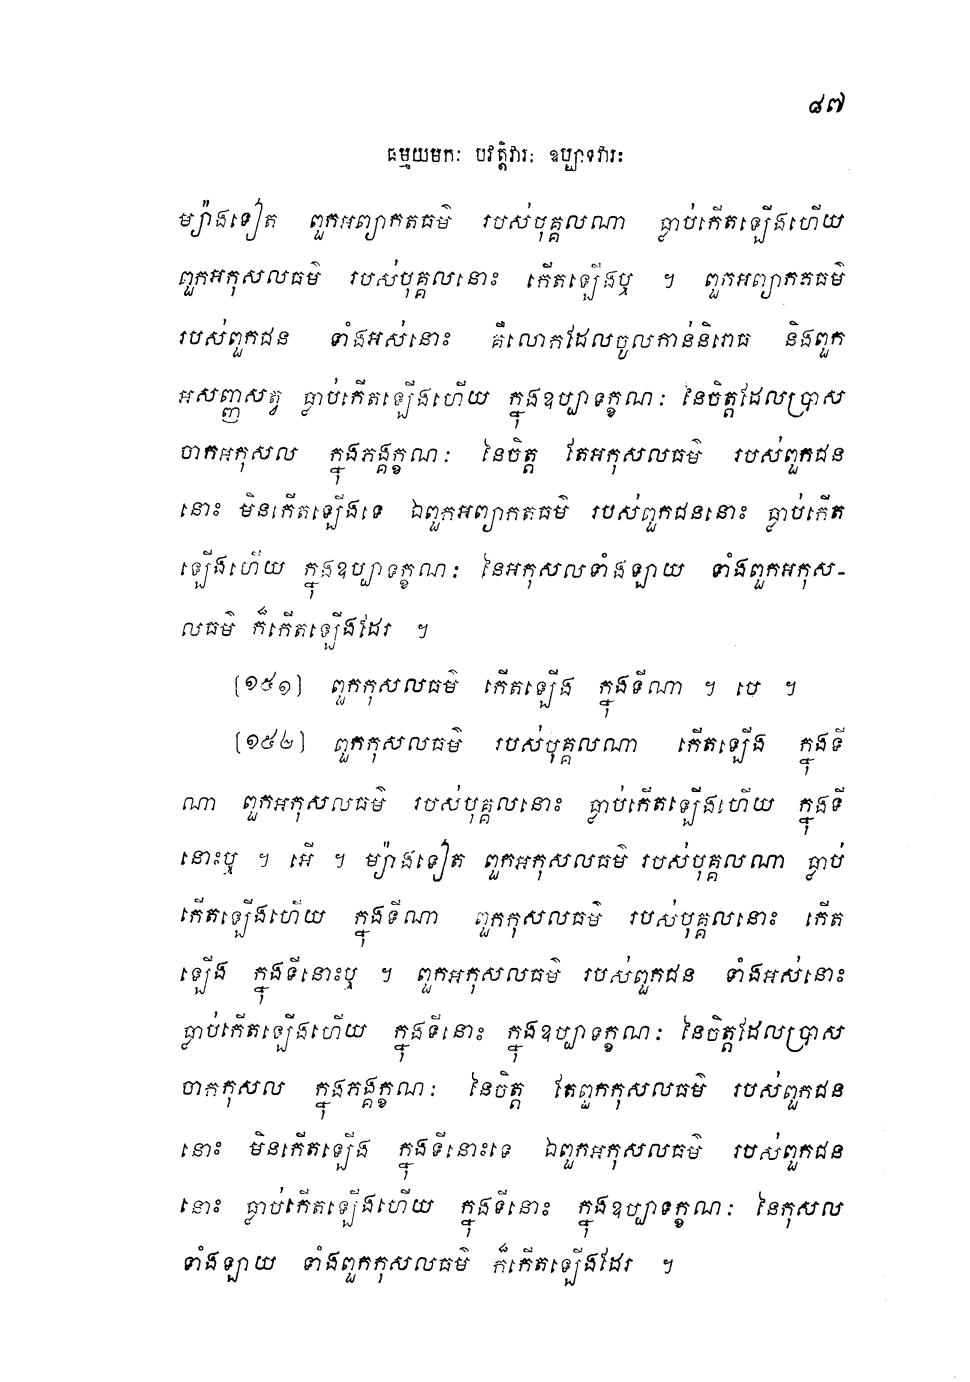 ៨៧
ធម្មយមកៈ បវត្តិវារៈ ឧប្បាទវារៈ
ម្យ៉ាងទៀត ពួកអព្យាកតធម៌ របស់បុគ្គលណា ធ្លាប់កើតឡើងហើយ
ពួកអកុសលធម៌ របស់បុគ្គលនោះ កើតឡើងឬ ។ ពួកអព្យាកតធម៌
របស់ពួកជន ទាំងអស់នោះ គឺលោកដែលចូលកាន់និរោធ និងពួក
អសញ្ញសត្វ ធ្លាប់កើតឡើងហើយ ក្នុងឧប្បាទក្ខណៈ នៃចិត្តដែលប្រាស
ចាកអកុសល ក្នុងភង្គក្ខណៈ នៃចិត្ត តែអកុសលធម៌ របស់ពួកជន
នោះ មិនកើតឡើងទេ ឯពួកអព្យាកតធម៌ របស់ពួកជននោះ ធ្លាប់កើត
ឡើងហើយ ក្នុងឧប្បាទក្ខណៈ នៃអកុសលទាំងឡាយ ទាំងពួកអកុស-
លធម៌ ក៏កើតឡើងដែរ ។
[១៥១] ពួកកុសលធម៌ កើតឡើង ក្នុងទីណា ។ បេ ។
[១៥២] ពួកកុសលធម៌ របស់បុគ្គលណា កើតឡើង ក្នុងទី
ណា ពួកអកុសលធម៌ របស់បុគ្គលនោះ ធ្លាប់កើតឡើងហើយ ក្នុងទី
នោះឬ ។ អើ ។ ម្យ៉ាងទៀត ពួកអកុសលធម៌ របស់បុគ្គលណា ធ្លាប់
កើតឡើងហើយ ក្នុងទីណា ពួកកុសលធម៌ របស់បុគ្គលនោះ កើត
ឡើង ក្នុងទីនោះឬ ។ ពួកអកុសលធម៌ របស់ពួកជន ទាំងអស់នោះ
ធ្លាប់កើតឡើងហើយ ក្នុងទីនោះ ក្នុងឧប្បាទក្ខណៈ នៃចិត្តដែលប្រាស
ចាកកុសល ក្នុងភង្គក្ខណៈ នៃចិត្ត តែពួកកុសលធម៌ របស់ពួកជន
នោះ មិនកើតឡើង ក្នុងទីនោះទេ ឯពួកអកុសលធម៌ របស់ពួកជន
នោះ ធ្លាប់កើតឡើងហើយ ក្នុងទីនោះ ក្នុងឧប្បាទក្ខណៈ នៃកុសល
ទាំងឡាយ ទាំងពួកកុសលធម៌ ក៏កើតឡើងដែរ ។